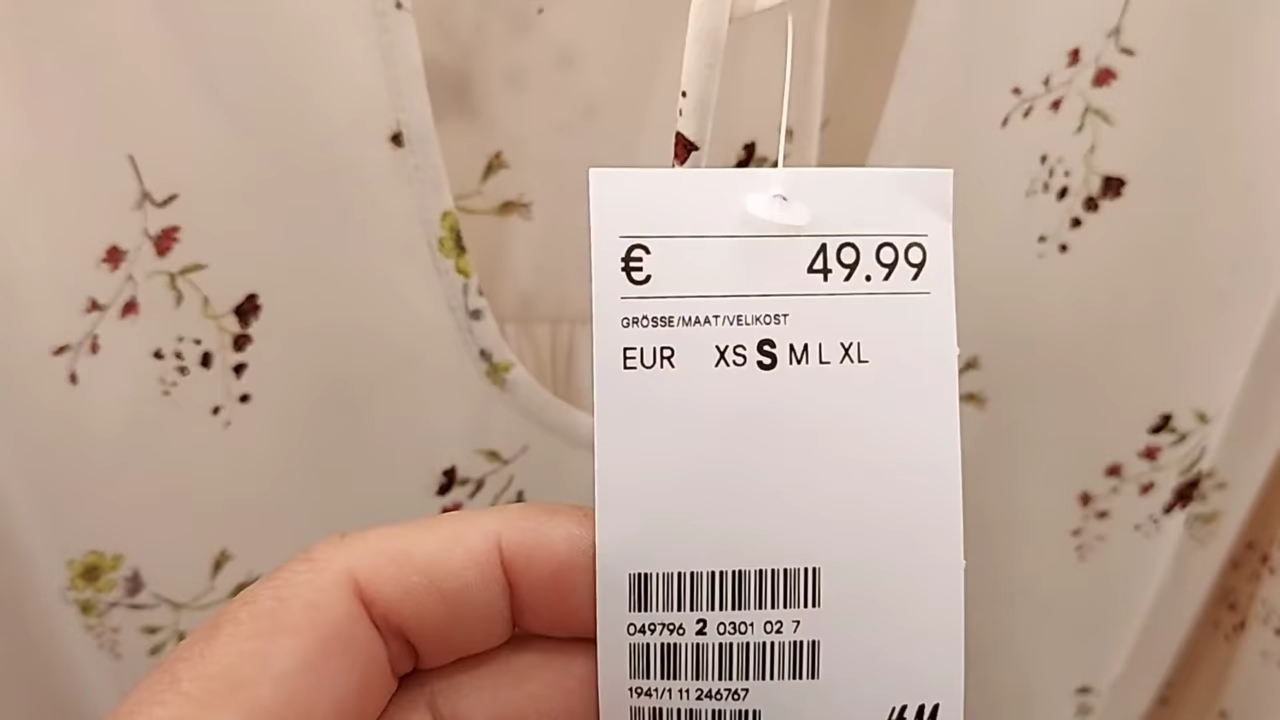 € 49.99
GRÖSSE/MAAT/VELIKOST
EUR XS S M L XL
049796 2 0301 02 7
1941/1 11 246767